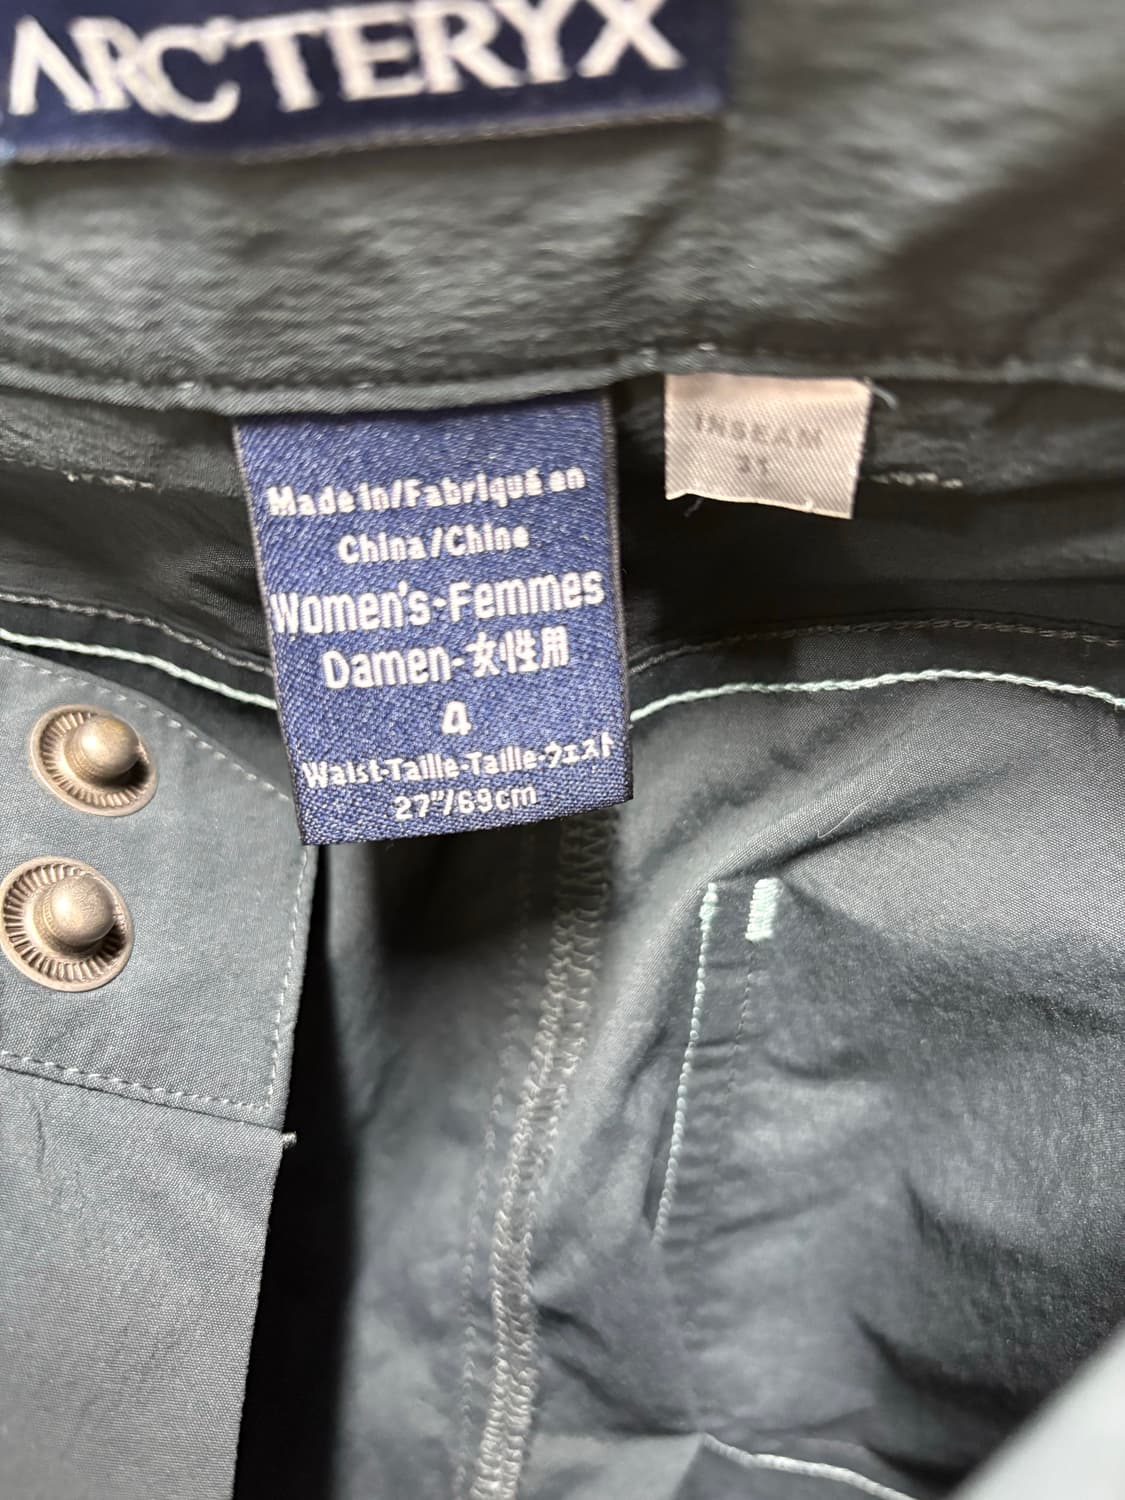 ARC'TERYX
Made in/Fabriqué en
China/Chine
Women's-Femmes
Damen-女性用
4
Waist-Taille-Taille-ウエスト
27"/69cm
INSEAM
31